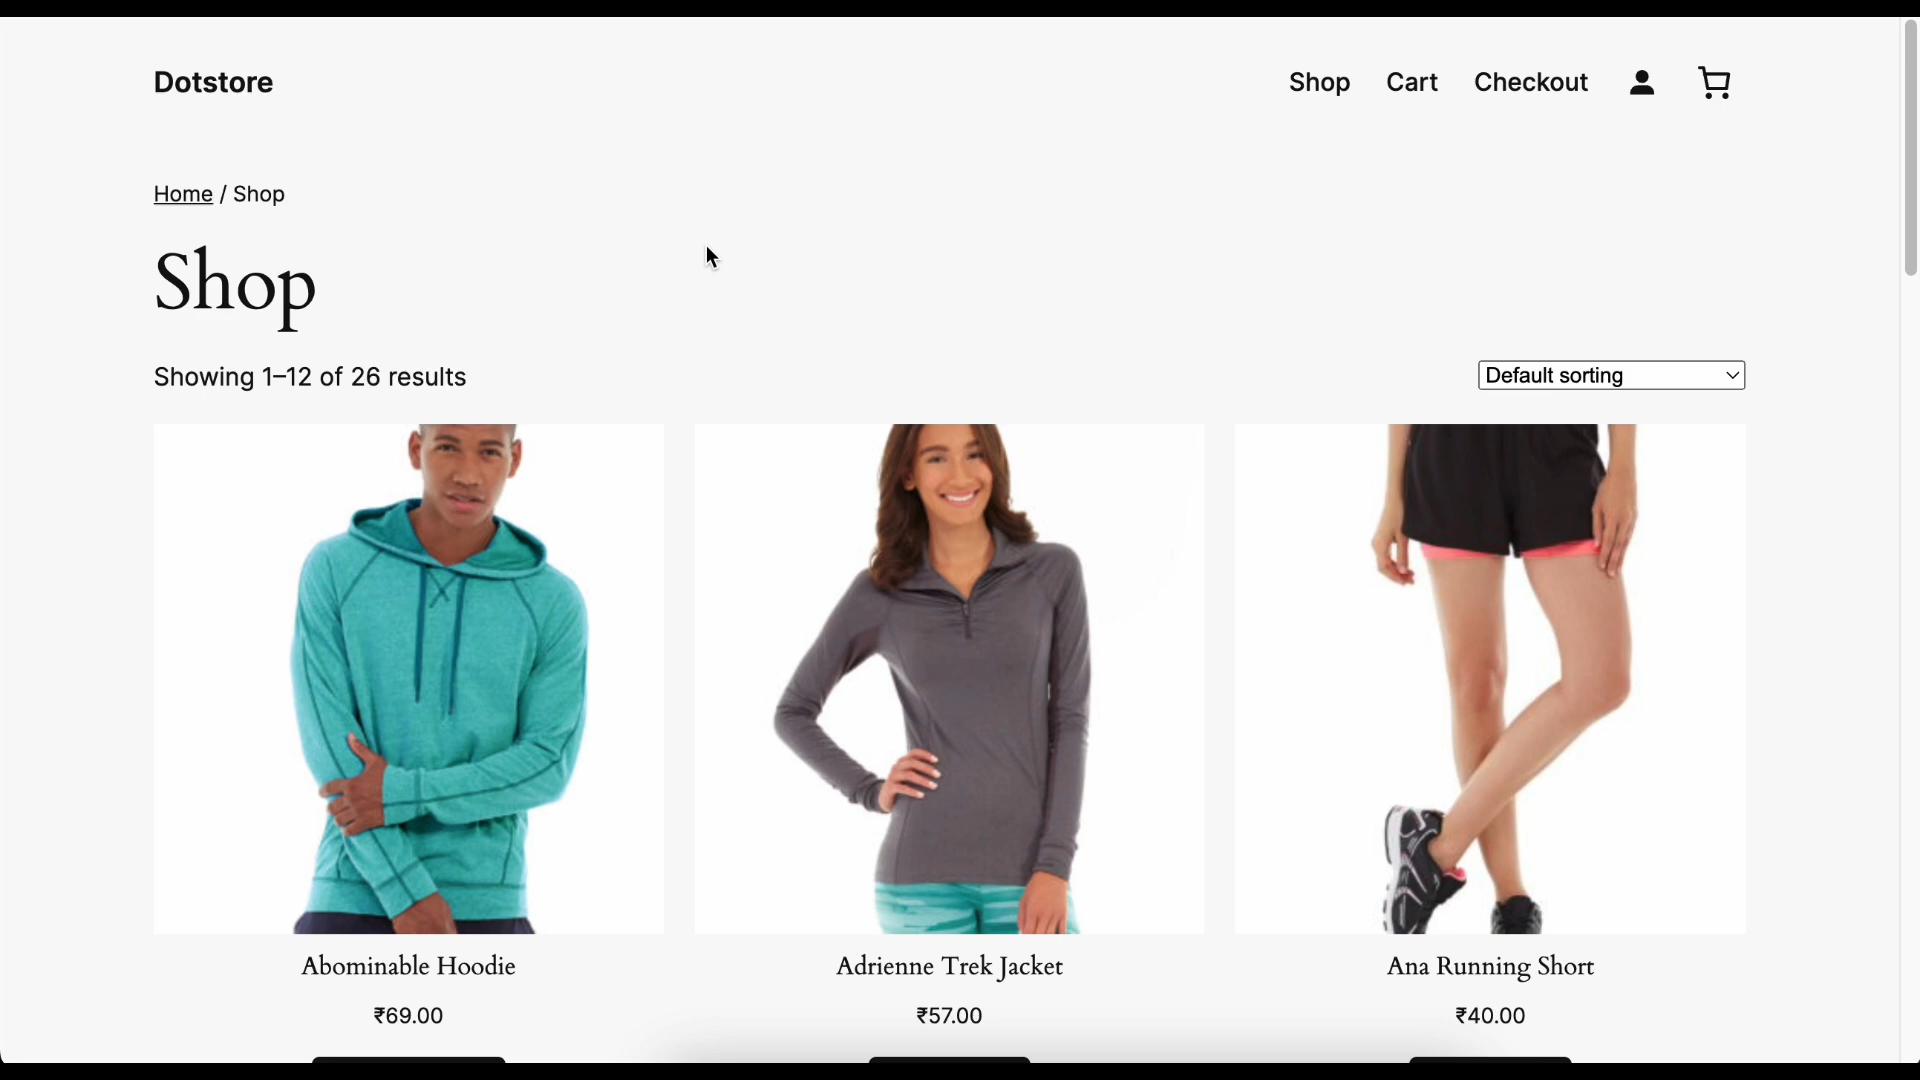 Dotstore
Shop
Cart
Checkout
Home / Shop
Shop
Showing 1–12 of 26 results
Default sorting
Abominable Hoodie
Adrienne Trek Jacket
Ana Running Short
₹69.00
₹57.00
₹40.00